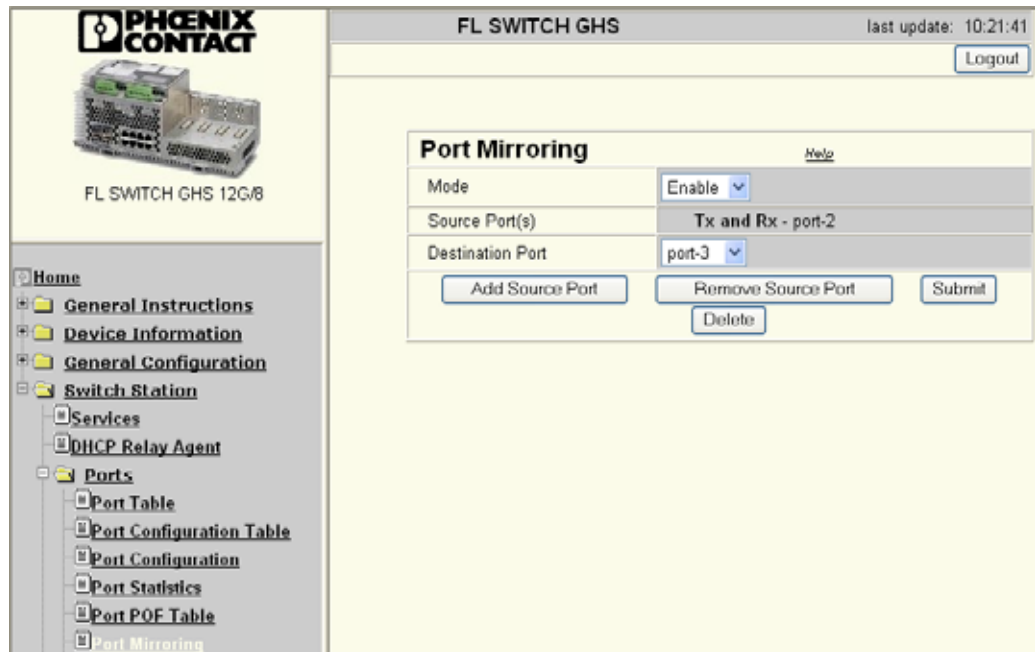 PHŒNIX
CONTACT
FL SWITCH GHS 12G/8
Home
General Instructions
Device Information
General Configuration
Switch Station
Services
DHCP Relay Agent
Ports
Port Table
Port Configuration Table
Port Configuration
Port Statistics
Port POF Table
Port Mirroring
FL SWITCH GHS last update: 10:21:41
Logout
Port Mirroring Help
Mode Enable
Source Port(s) Tx and Rx - port-2
Destination Port port-3
Add Source Port Remove Source Port Submit
Delete